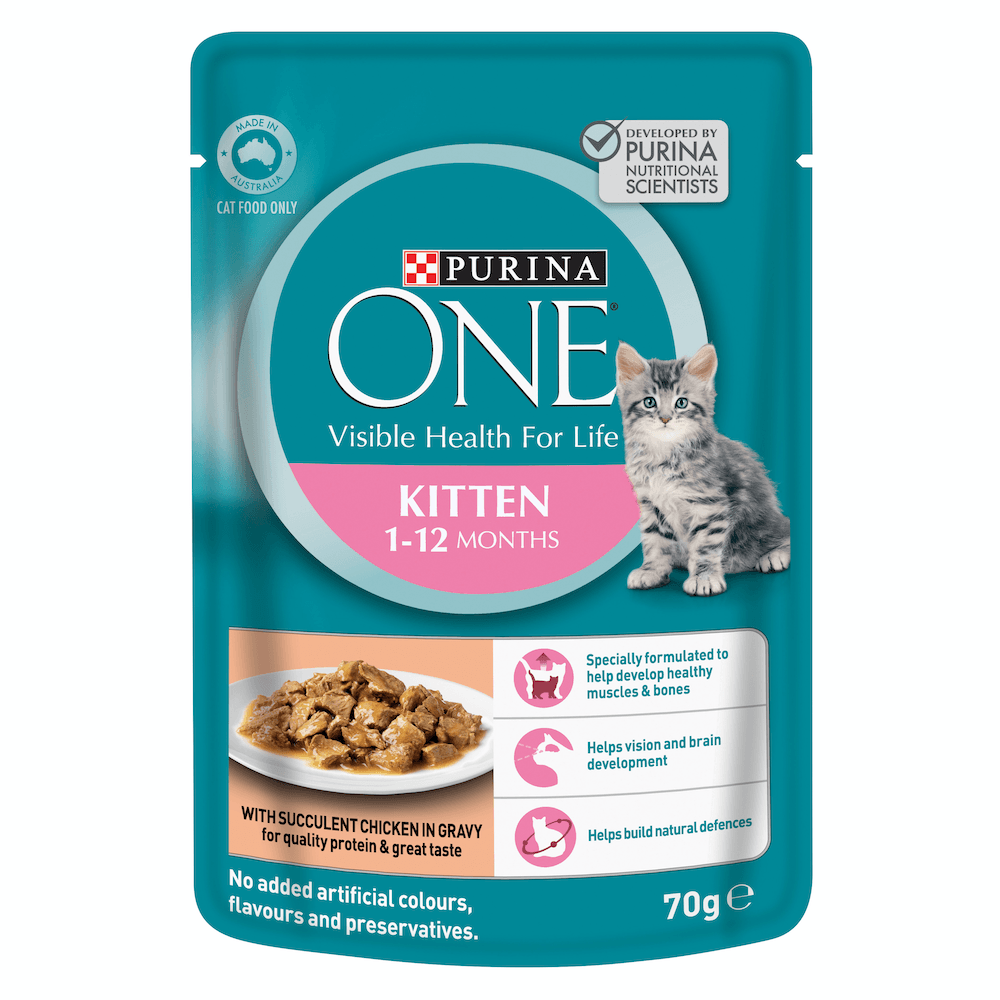 MADE IN
AUSTRALIA
CAT FOOD ONLY
DEVELOPED BY
PURINA
NUTRITIONAL
SCIENTISTS
PURINA
ONE®
Visible Health For Life
KITTEN
1-12 MONTHS
Specially formulated to
help develop healthy
muscles & bones
Helps vision and brain
development
Helps build natural defences
WITH SUCCULENT CHICKEN IN GRAVY
for quality protein & great taste
No added artificial colours,
flavours and preservatives.
70g ℮